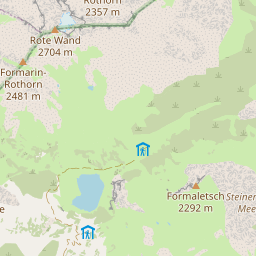 Rothorn
2357 m
Rote Wand
2704 m
Formarin-
Rothorn
2481 m
Formaletsch
2292 m
Steiner
Mee
e